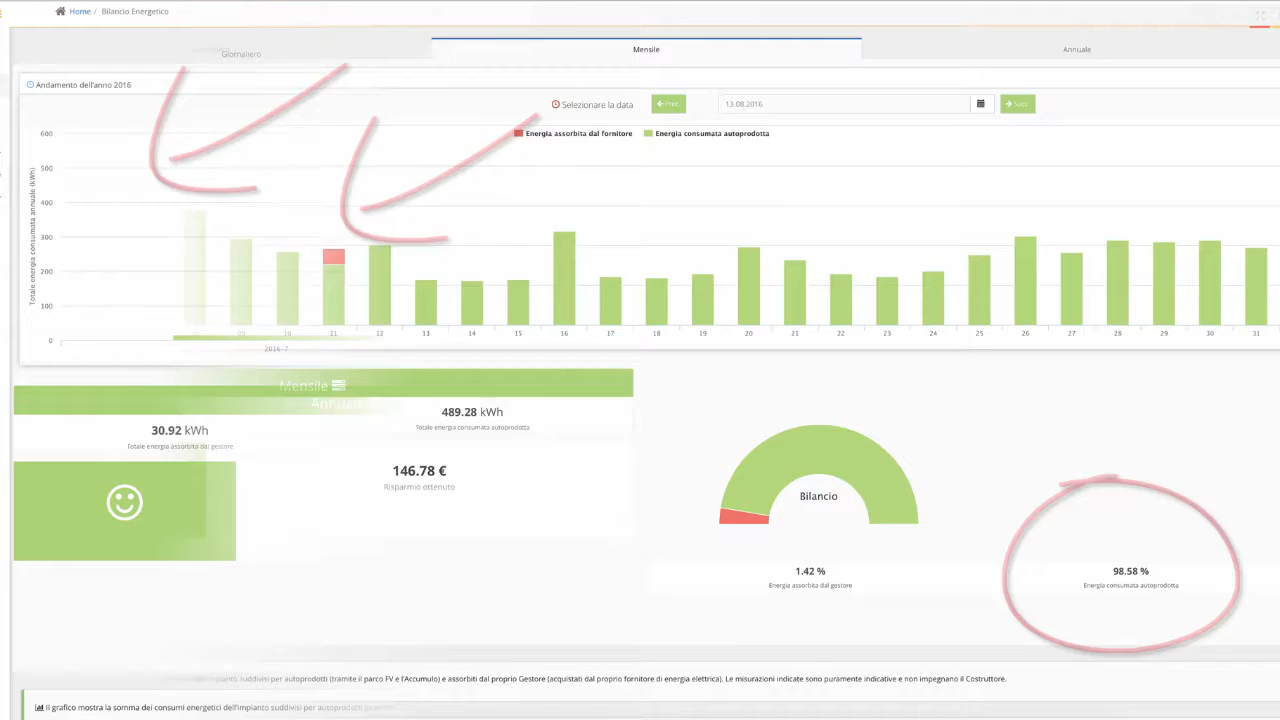 Home / Bilancio Energetico
Giornaliero
Mensile
Annuale
Andamento dell'anno 2016
Selezionare la data
Prec.
13.08.2016
Succ.
Energia assorbita dal fornitore
Energia consumata autoprodotta
Totale energia consumata annuale (kWh)
600
500
400
300
200
100
0
09 10 11 12 13 14 15 16 17 18 19 20 21 22 23 24 25 26 27 28 29 30 31
2016-7
Mensile
Annuale
489.28 kWh
Totale energia consumata autoprodotta
30.92 kWh
Totale energia assorbita dal gestore
146.78 €
Risparmio ottenuto
Bilancio
1.42 %
Energia assorbita dal gestore
98.58 %
Energia consumata autoprodotta
impianto suddivisi per autoprodotti (tramite il parco FV e l'Accumulo) e assorbiti dal proprio Gestore (acquistati dal proprio fornitore di energia elettrica). Le misurazioni indicate sono puramente indicative e non impegnano il Costruttore.
Il grafico mostra la somma dei consumi energetici dell'impianto suddivisi per autoprodotti